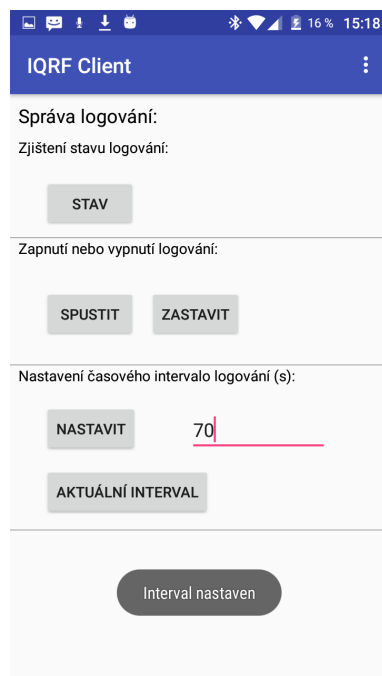 16 % 15:18
IQRF Client
Správa logování:
Zjištení stavu logování:
STAV
Zapnutí nebo vypnutí logování:
SPUSTIT ZASTAVIT
Nastavení časového intervalo logování (s):
NASTAVIT 70
AKTUÁLNÍ INTERVAL
Interval nastaven